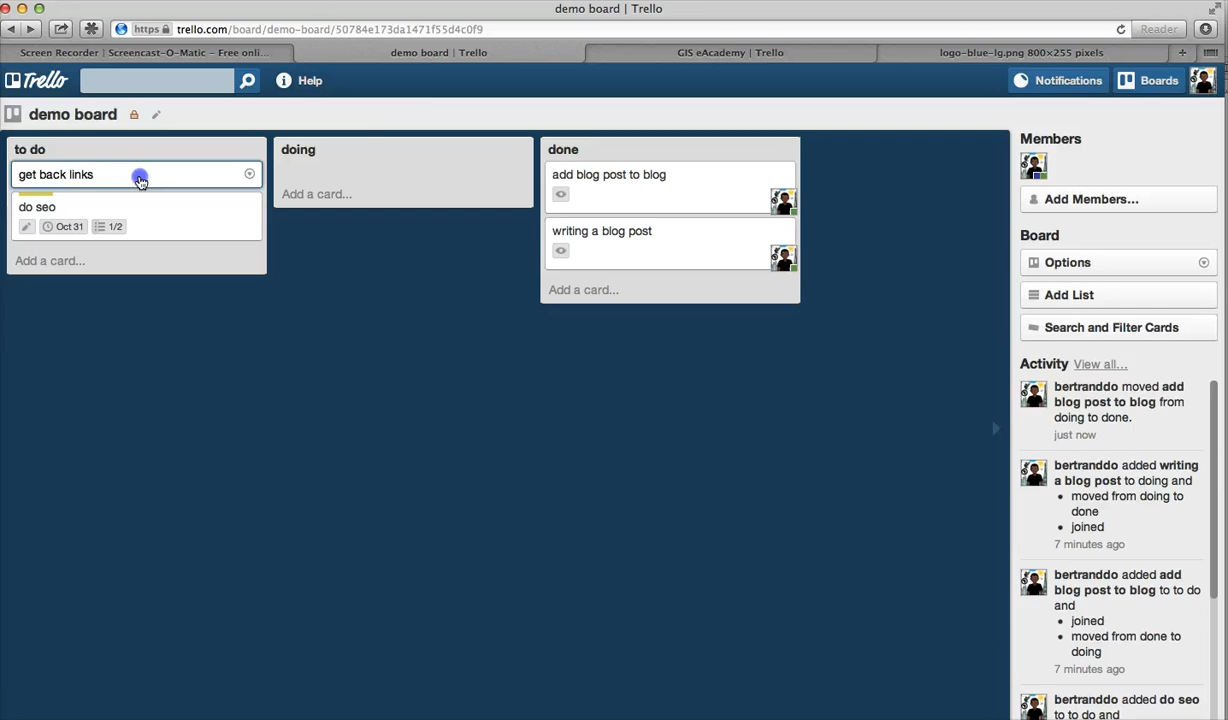 demo board | Trello
https trello.com/board/demo-board/50784e173da1471f55d4c0f9
Reader
Screen Recorder | Screencast-O-Matic - Free onli...
demo board | Trello
GIS eAcademy | Trello
logo-blue-lg.png 800×255 pixels
Trello
Help
Notifications
Boards
demo board
to do
get back links
do seo
Oct 31
1/2
Add a card...
doing
Add a card...
done
add blog post to blog
writing a blog post
Add a card...
Members
Add Members...
Board
Options
Add List
Search and Filter Cards
Activity View all...
bertranddo moved add
blog post to blog from
doing to done.
just now
bertranddo added writing
a blog post to doing and
• moved from doing to
done
• joined
7 minutes ago
bertranddo added add
blog post to blog to to do
and
• joined
• moved from done to
doing
7 minutes ago
bertranddo added do seo
to to do and